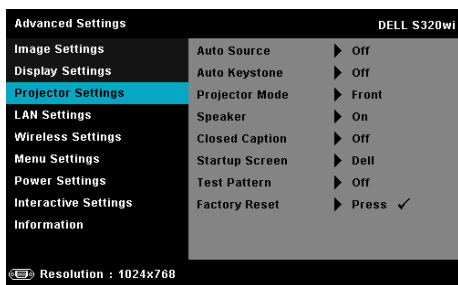 Advanced Settings DELL S320wi
Image Settings Auto Source Off
Display Settings Auto Keystone Off
Projector Settings Projector Mode Front
LAN Settings Speaker On
Wireless Settings Closed Caption Off
Menu Settings Startup Screen Dell
Power Settings Test Pattern Off
Interactive Settings Factory Reset Press ✓
Information
Resolution : 1024x768